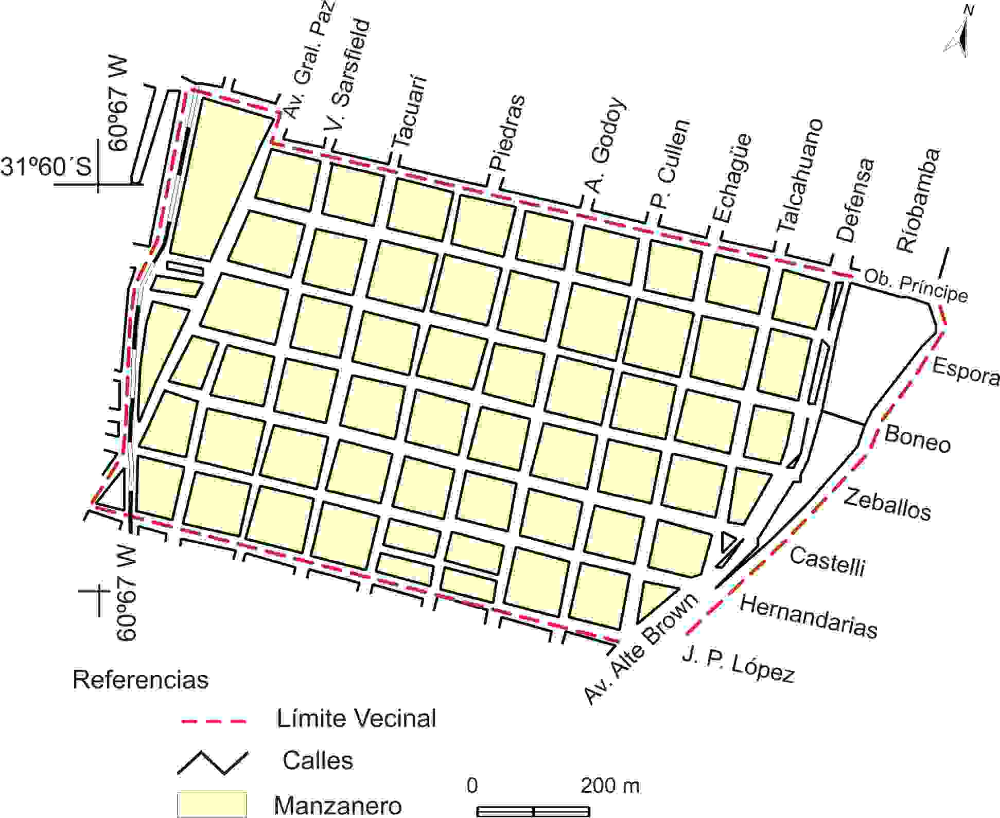 N
Av. Gral. Paz
V. Sarsfield
Tacuarí
Piedras
A. Godoy
P. Cullen
Echagüe
Talcahuano
Defensa
Ríobamba
60º67 W
31º60´S
Ob. Príncipe
Espora
Boneo
Zeballos
Castelli
Hernandarias
J. P. López
Av. Alte Brown
60º67 W
Referencias
Límite Vecinal
Calles
Manzanero
0 200 m